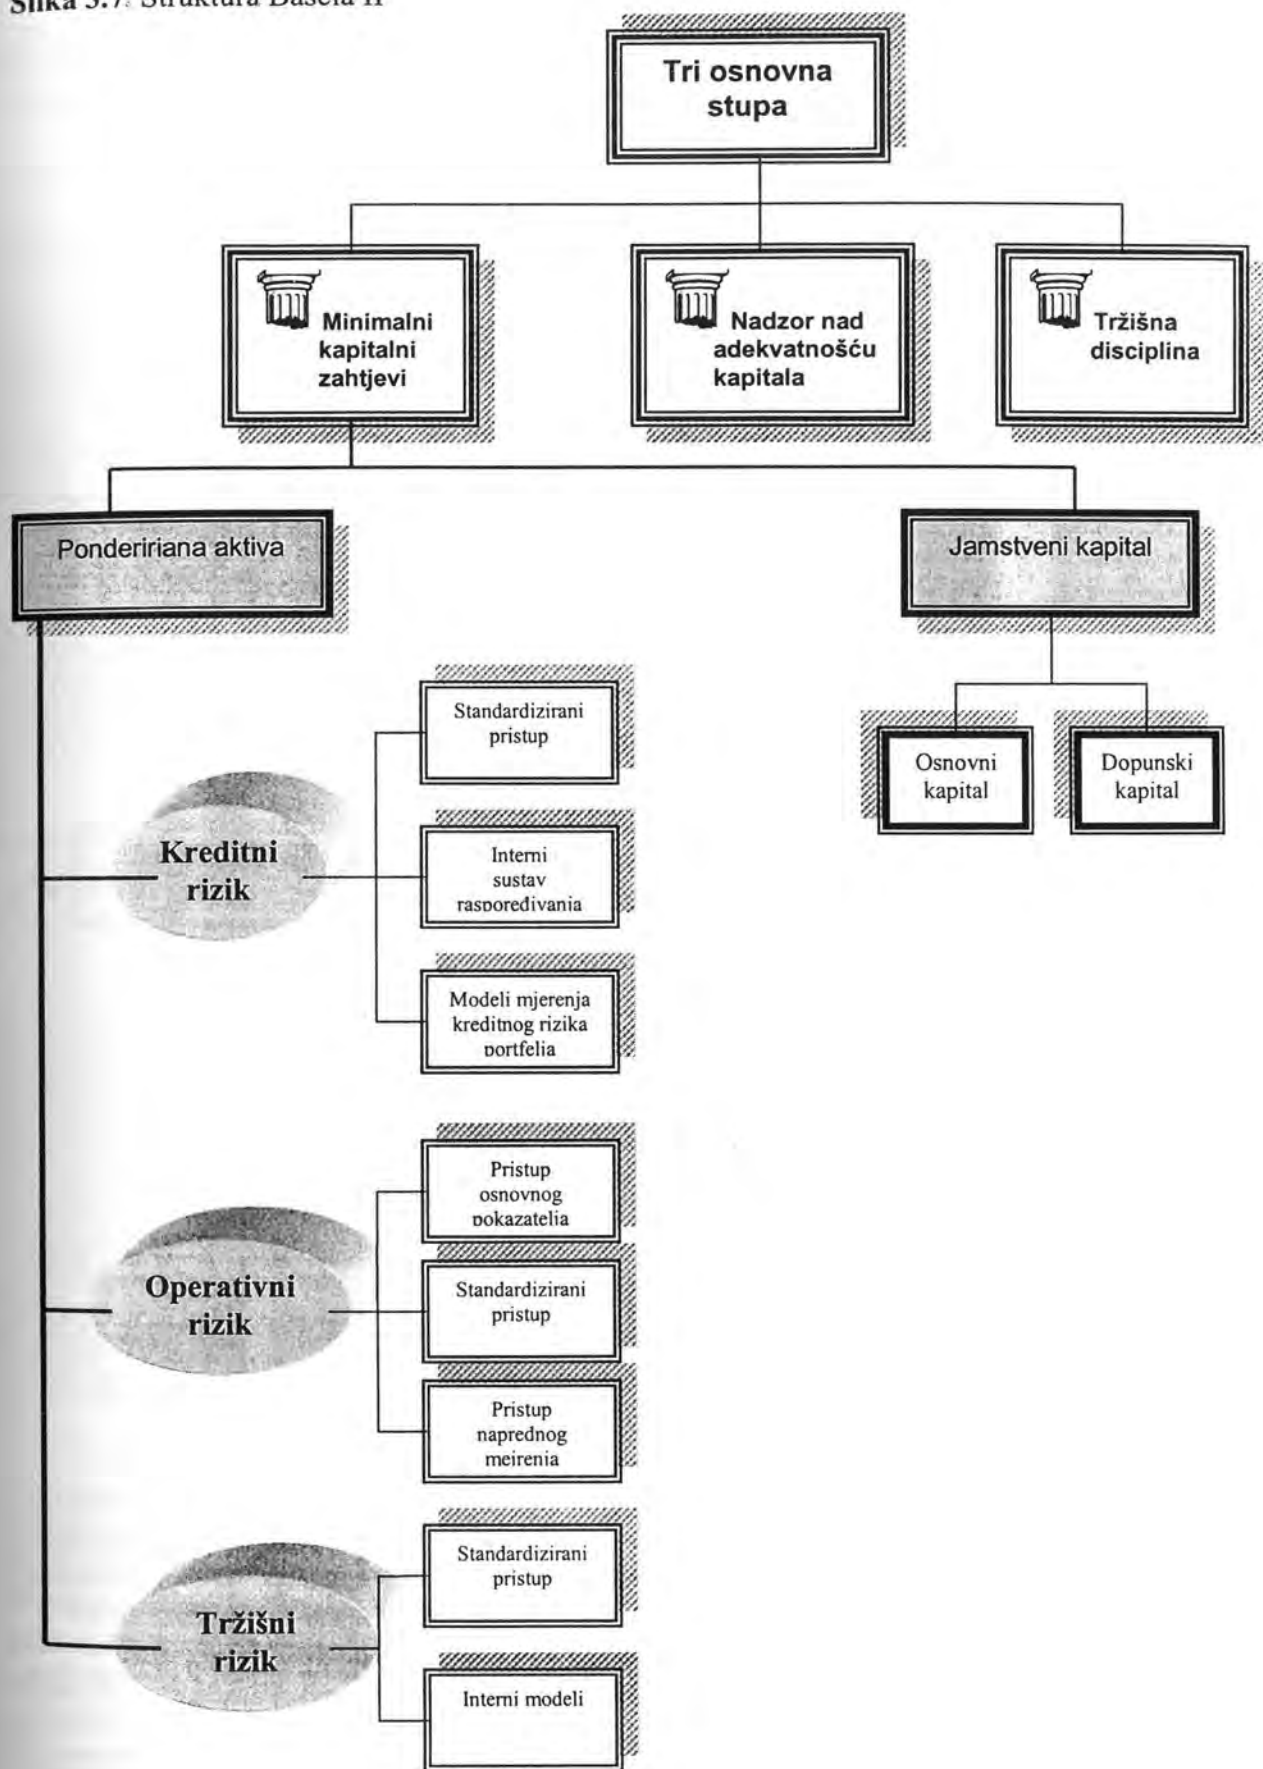 Slika 3.7. Struktura Basela II
Tri osnovna
stupa
Minimalni
kapitalni
zahtjevi
Nadzor nad
adekvatnošću
kapitala
Tržišna
disciplina
Pondeririana aktiva
Jamstveni kapital
Osnovni
kapital
Dopunski
kapital
Kreditni
rizik
Standardizirani
pristup
Interni
sustav
raspoređivanja
Modeli mjerenja
kreditnog rizika
portfelja
Operativni
rizik
Pristup
osnovnog
pokazatelja
Standardizirani
pristup
Pristup
naprednog
mejrenja
Tržišni
rizik
Standardizirani
pristup
Interni modeli